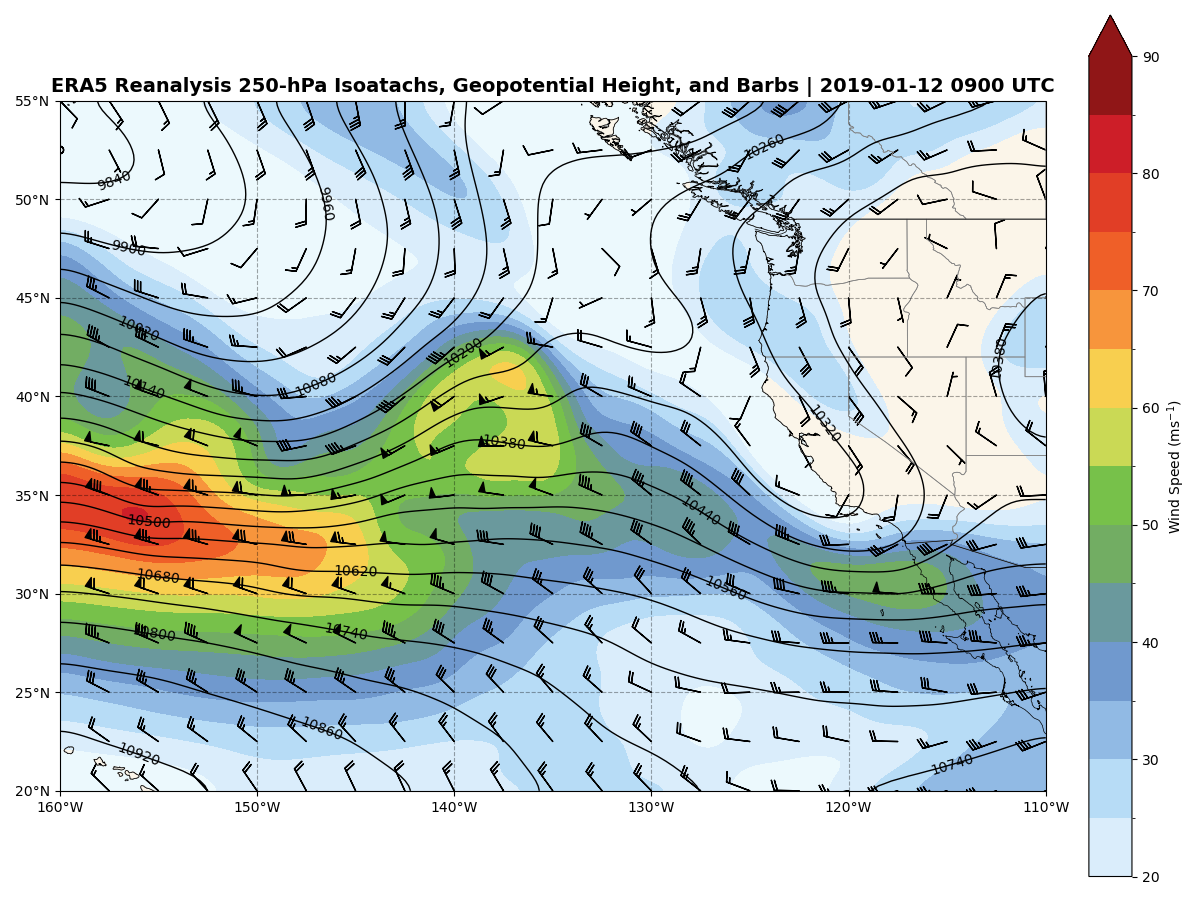 ERA5 Reanalysis 250-hPa Isoatachs, Geopotential Height, and Barbs | 2019-01-12 0900 UTC
90
80
70
60
50
40
30
20
Wind Speed (ms⁻¹)
55°N
50°N
45°N
40°N
35°N
30°N
25°N
20°N
160°W
150°W
140°W
130°W
120°W
110°W
10260
9840
9960
9900
10020
10200
10380
10080
10140
10320
10380
10440
10500
10620
10680
10560
10740
10800
10860
10920
10740